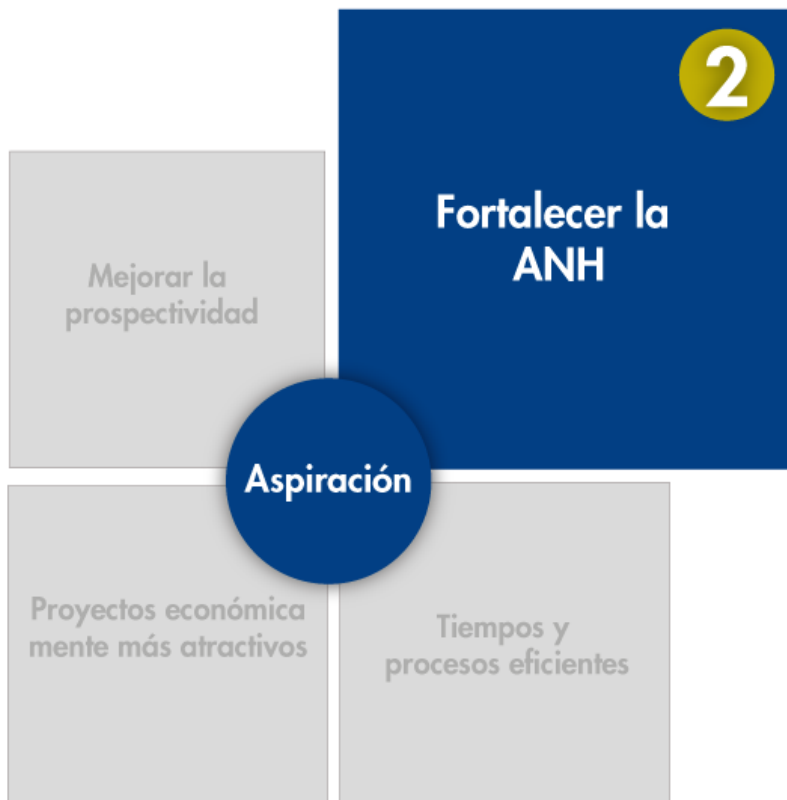 2
Fortalecer la
ANH
Mejorar la
prospectividad
Aspiración
Proyectos económica
mente más atractivos
Tiempos y
procesos eficientes